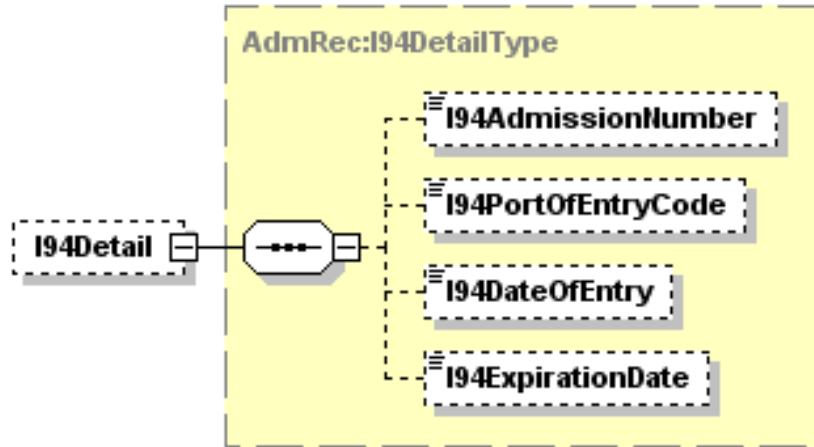 AdmRec:I94DetailType
I94AdmissionNumber
I94PortOfEntryCode
I94Detail
I94DateOfEntry
I94ExpirationDate